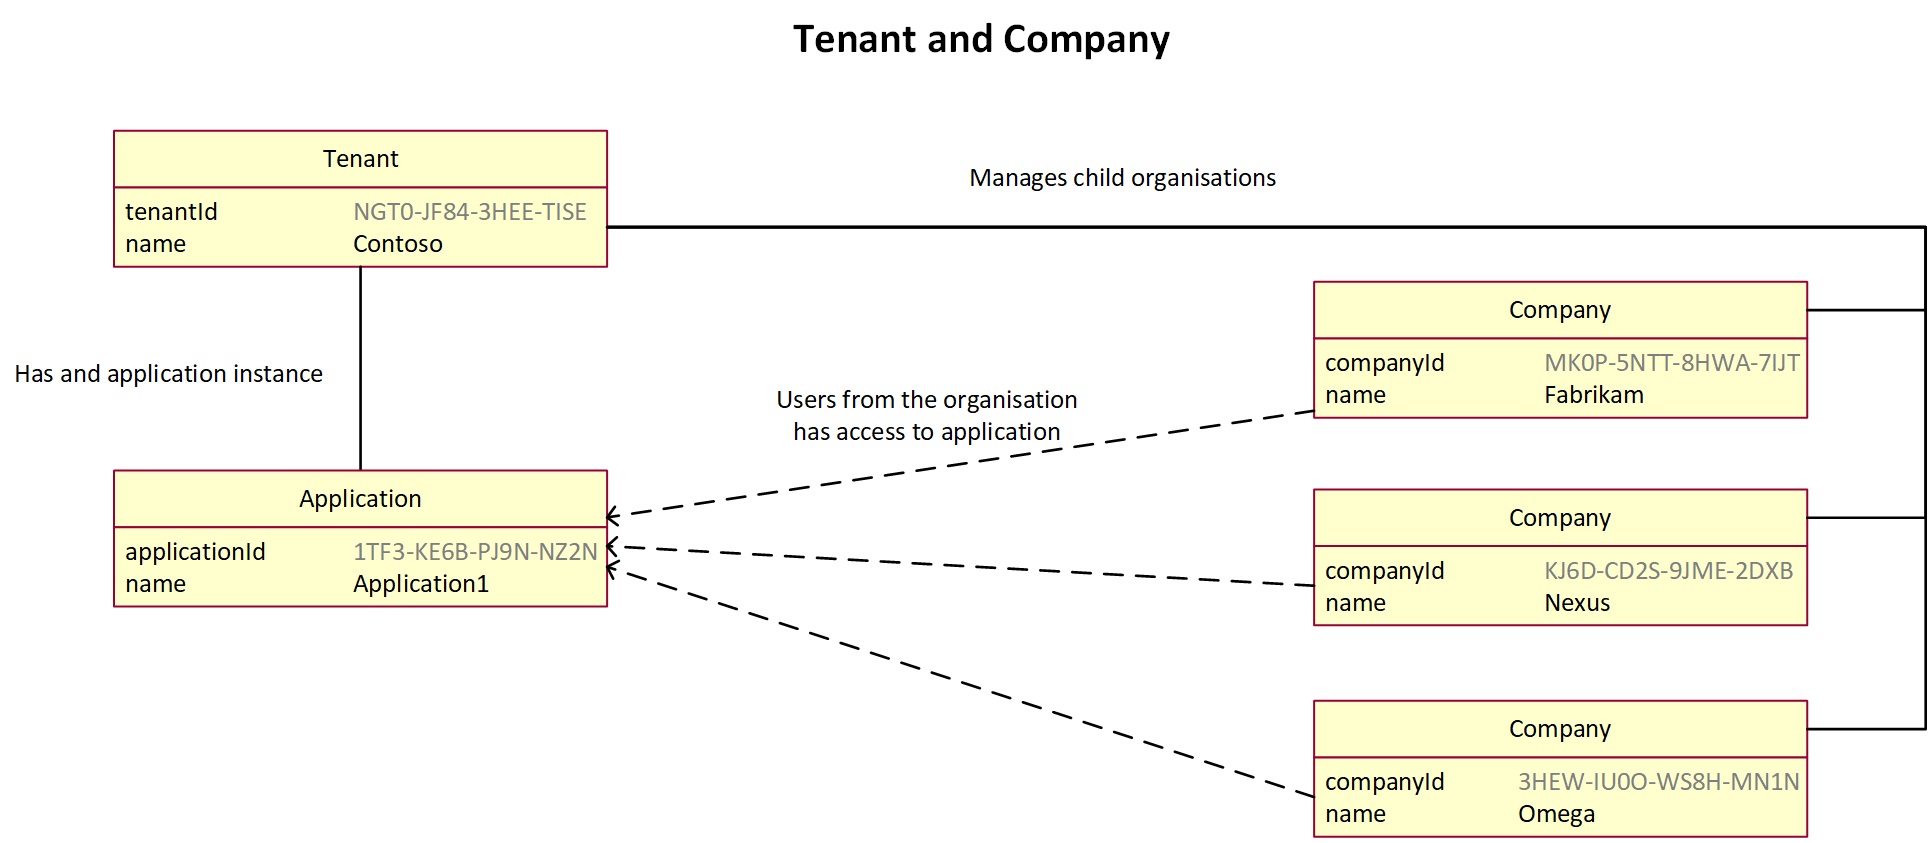 Tenant and Company
Tenant
tenantId NGT0-JF84-3HEE-TISE
name Contoso
Manages child organisations
Company
companyId MK0P-5NTT-8HWA-7IJT
name Fabrikam
Has and application instance
Users from the organisation
has access to application
Application
applicationId 1TF3-KE6B-PJ9N-NZ2N
name Application1
Company
companyId KJ6D-CD2S-9JME-2DXB
name Nexus
Company
companyId 3HEW-IU0O-WS8H-MN1N
name Omega